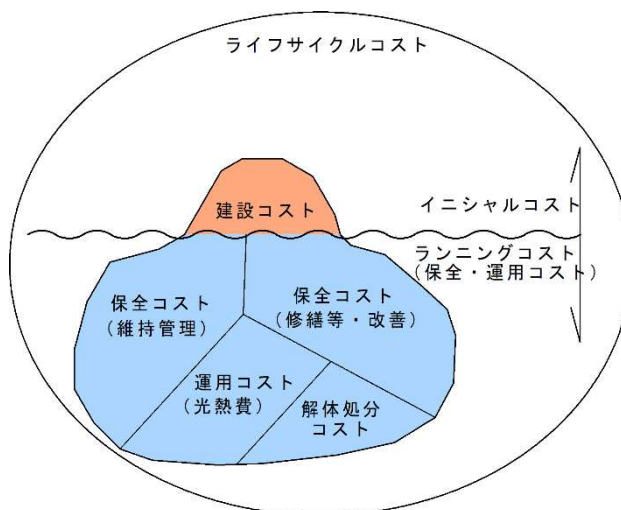 ライフサイクルコスト
建設コスト
イニシャルコスト
ランニングコスト
(保全・運用コスト)
保全コスト
(維持管理)
保全コスト
(修繕等・改善)
運用コスト
(光熱費)
解体処分
コスト